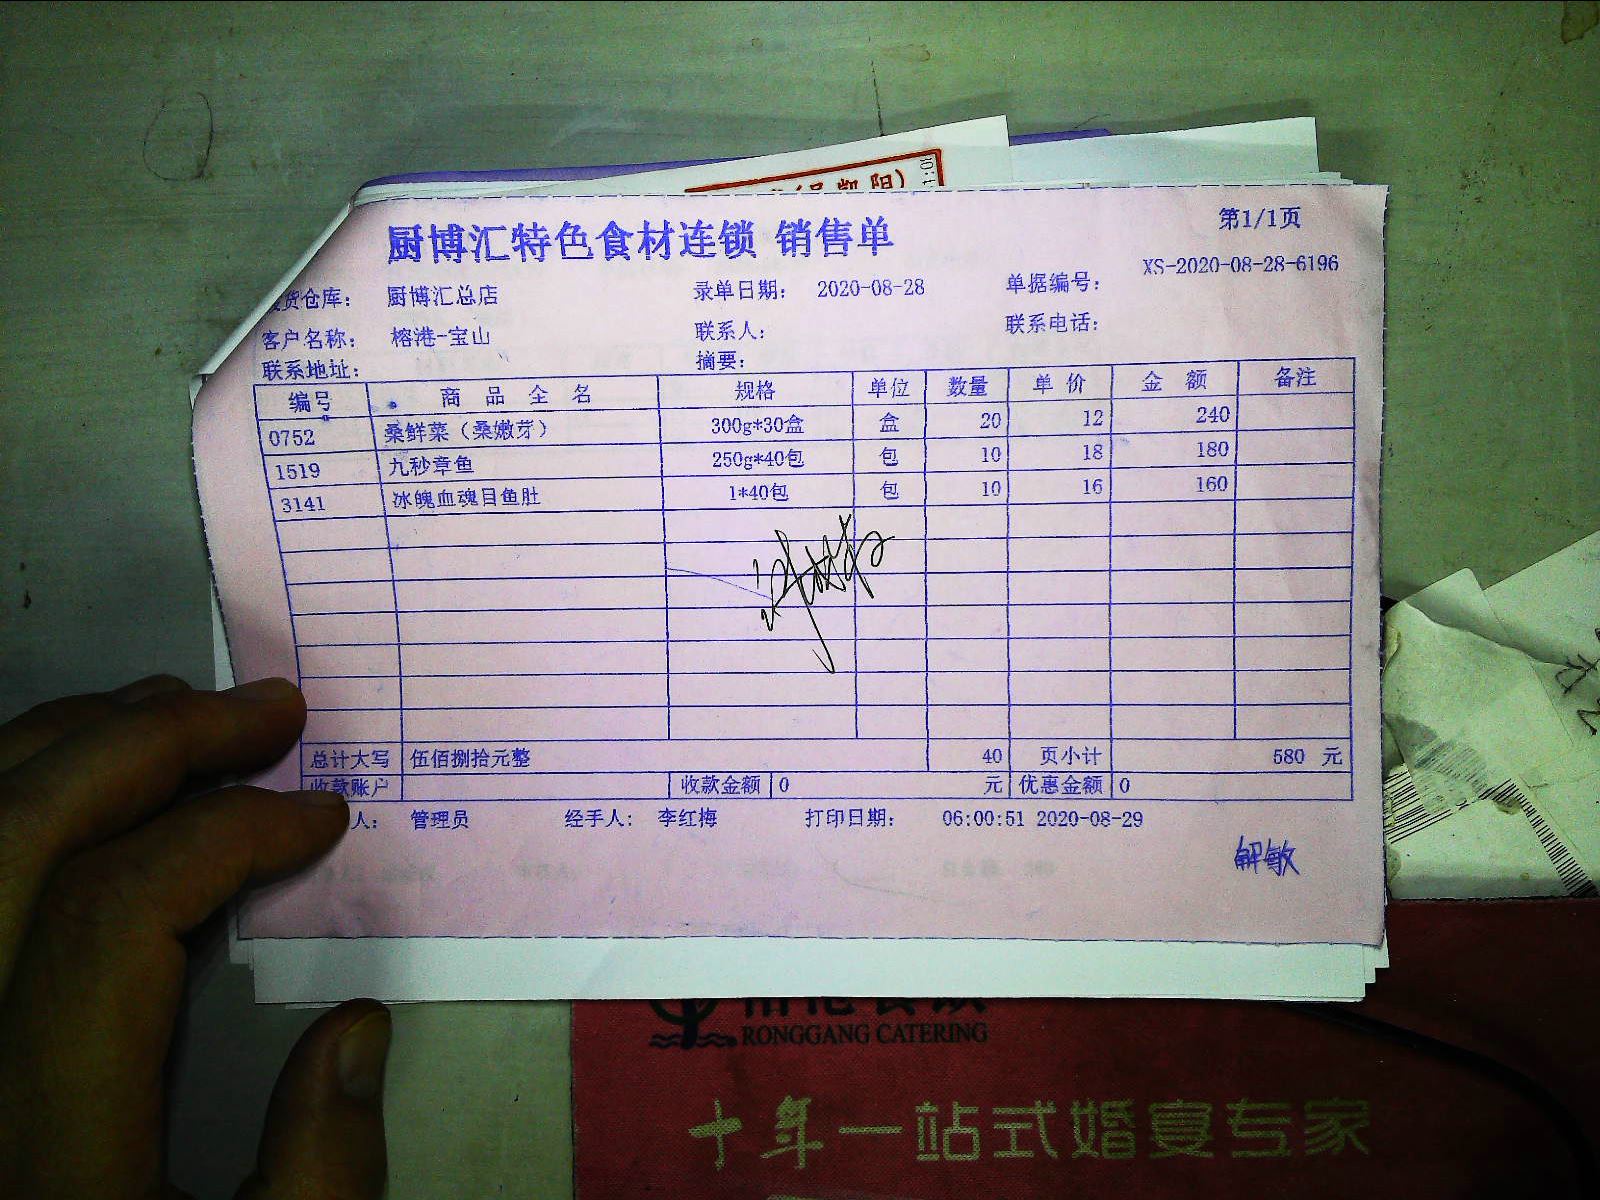 厨博汇特色食材连锁 销售单
第1/1页
货仓库： 厨博汇总店 录单日期： 2020-08-28 单据编号： XS-2020-08-28-6196
客户名称： 榕港-宝山 联系人： 联系电话：
联系地址： 摘要：
编号 商品全名 规格 单位 数量 单价 金额 备注
0752 桑鲜菜（桑嫩芽） 300g*30盒 盒 20 12 240
1519 九秒章鱼 250g*40包 包 10 18 180
3141 冰魄血魂目鱼肚 1*40包 包 10 16 160
总计大写 伍佰捌拾元整 40 页小计 580 元
收款账户 收款金额 0 元 优惠金额 0
人： 管理员 经手人： 李红梅 打印日期： 06:00:51 2020-08-29
解敏
RONGGANG CATERING
十年一站式婚宴专家